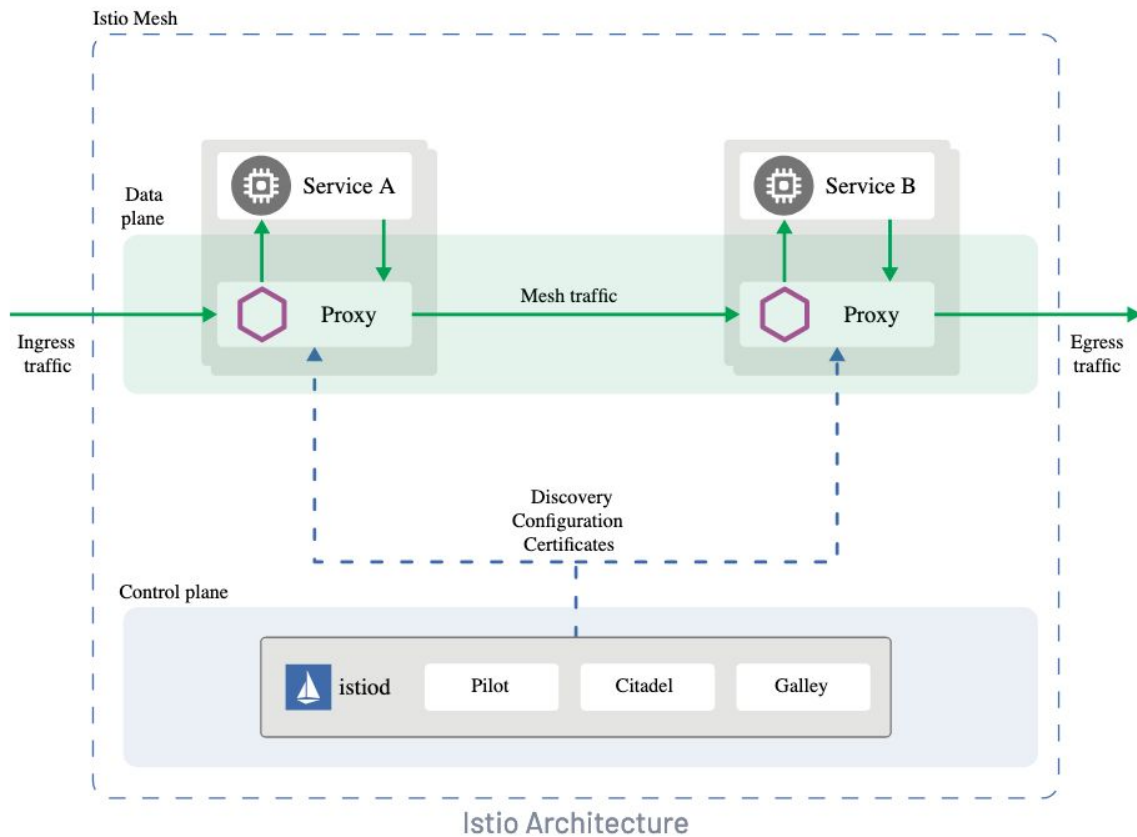 Istio Mesh
Data
plane
Service A
Service B
Proxy
Mesh traffic
Proxy
Ingress
traffic
Egress
traffic
Discovery
Configuration
Certificates
Control plane
istiod
Pilot
Citadel
Galley
Istio Architecture